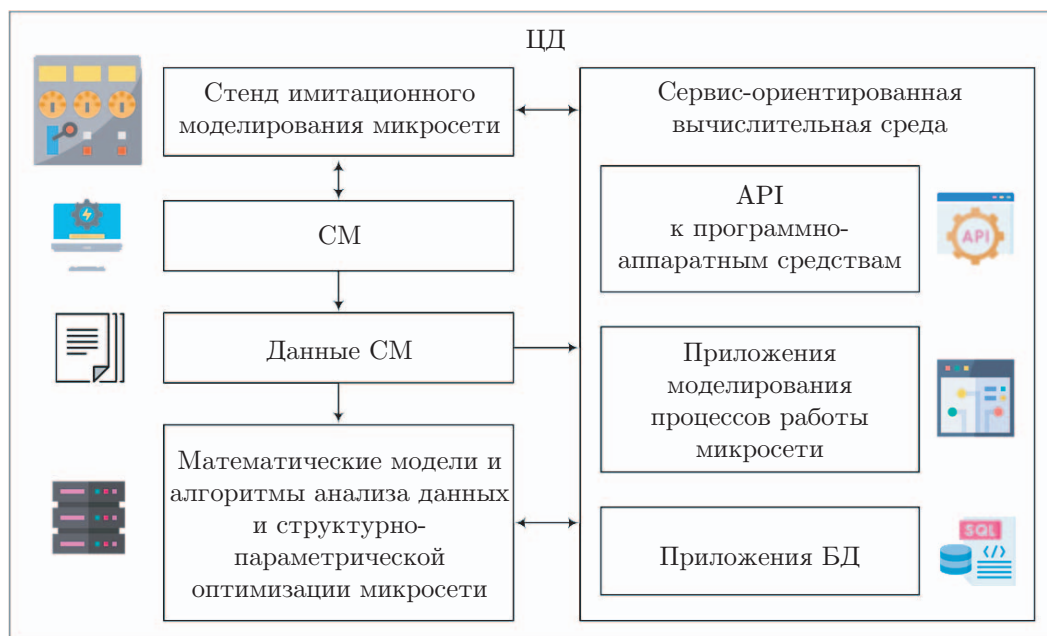 ЦД
Стенд имитационного
моделирования микросети
СМ
Данные СМ
Математические модели и
алгоритмы анализа данных
и структурно-
параметрической
оптимизации микросети
Сервис-ориентированная
вычислительная среда
API
к программно-
аппаратным средствам
API
Приложения
моделирования
процессов работы
микросети
Приложения БД
SQL